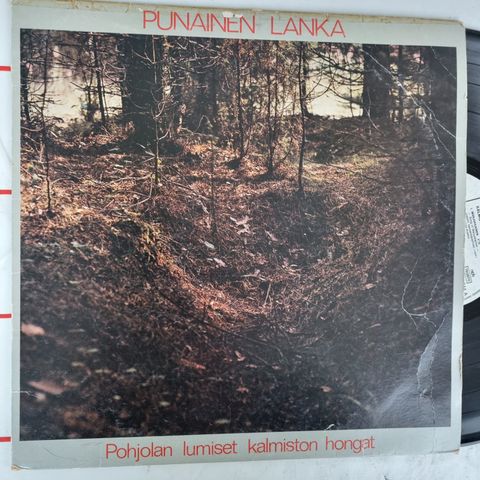 PUNAINEN LANKA
Pohjolan lumiset kalmiston hongat